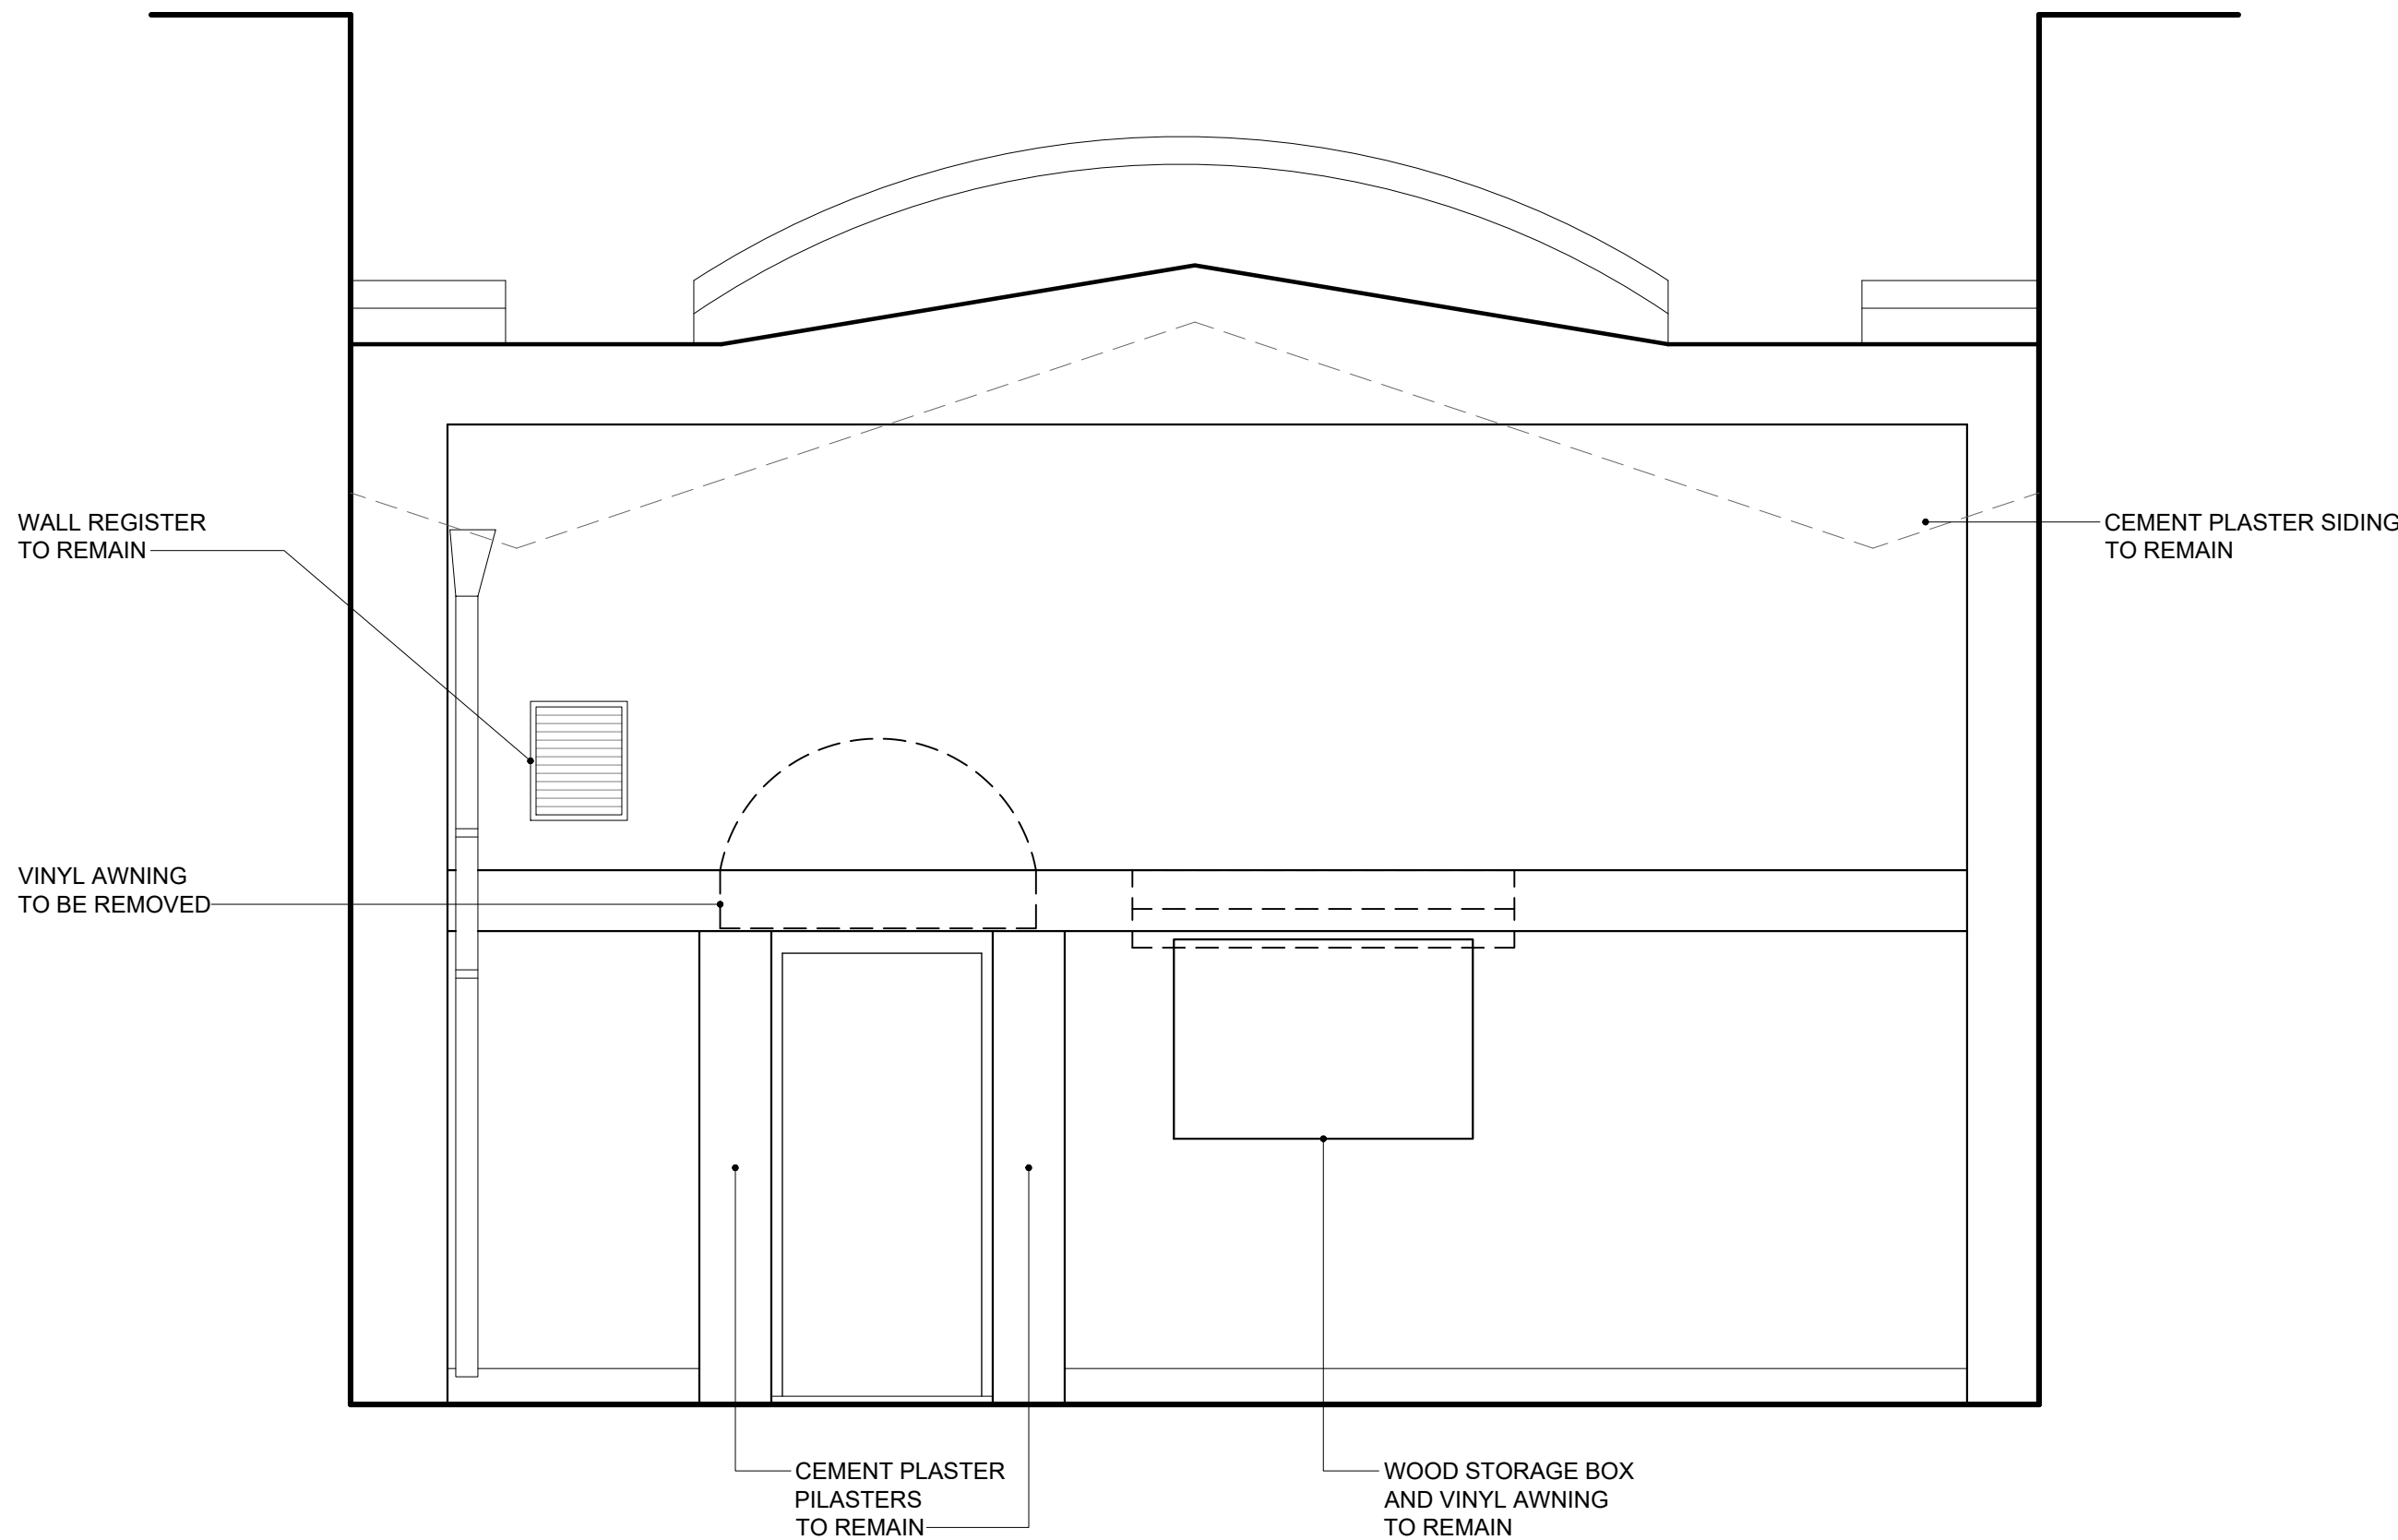 WALL REGISTER
TO REMAIN
CEMENT PLASTER SIDING
TO REMAIN
VINYL AWNING
TO BE REMOVED
CEMENT PLASTER
PILASTERS
TO REMAIN
WOOD STORAGE BOX
AND VINYL AWNING
TO REMAIN